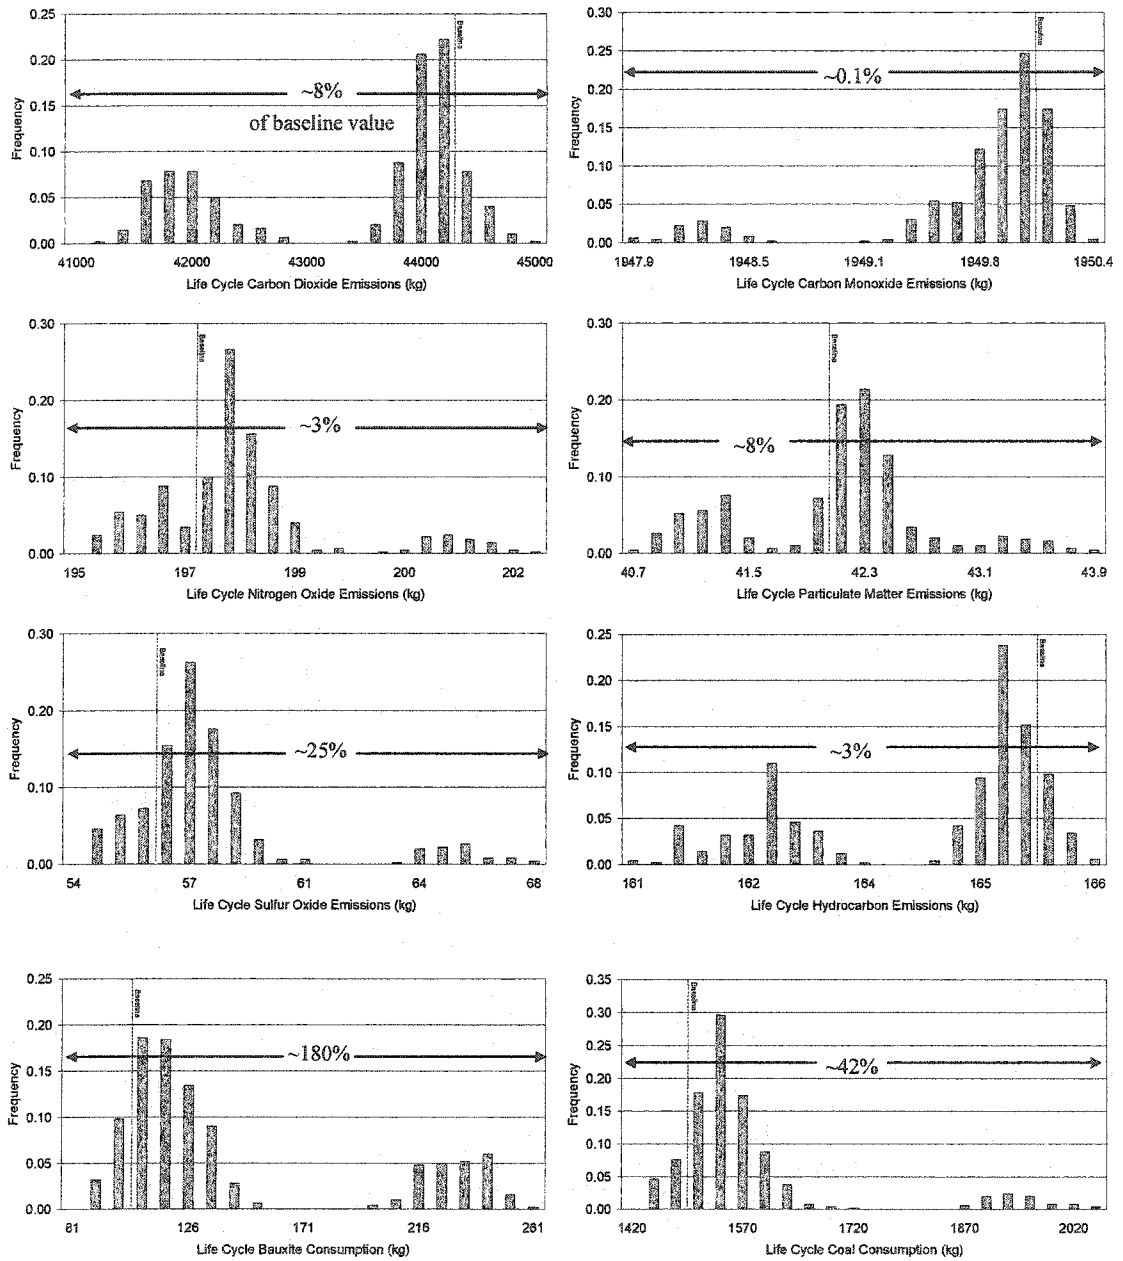 0.25
0.20
0.15
0.10
0.05
0.00
Frequency
Baseline
~8%
of baseline value
41000 42000 43000 44000 45000
Life Cycle Carbon Dioxide Emissions (kg)
0.30
0.25
0.20
0.15
0.10
0.05
0.00
Frequency
Baseline
~0.1%
1947.9 1948.5 1949.1 1949.8 1950.4
Life Cycle Carbon Monoxide Emissions (kg)
0.30
0.20
0.10
0.00
Frequency
Baseline
~3%
195 197 199 200 202
Life Cycle Nitrogen Oxide Emissions (kg)
0.30
0.20
0.10
0.00
Frequency
Baseline
~8%
40.7 41.5 42.3 43.1 43.9
Life Cycle Particulate Matter Emissions (kg)
0.30
0.20
0.10
0.00
Frequency
Baseline
~25%
54 57 61 64 68
Life Cycle Sulfur Oxide Emissions (kg)
0.25
0.20
0.15
0.10
0.05
0.00
Frequency
Baseline
~3%
161 162 164 165 166
Life Cycle Hydrocarbon Emissions (kg)
0.25
0.20
0.15
0.10
0.05
0.00
Frequency
Baseline
~180%
81 126 171 216 261
Life Cycle Bauxite Consumption (kg)
0.35
0.30
0.25
0.20
0.15
0.10
0.05
0.00
Frequency
Baseline
~42%
1420 1570 1720 1870 2020
Life Cycle Coal Consumption (kg)